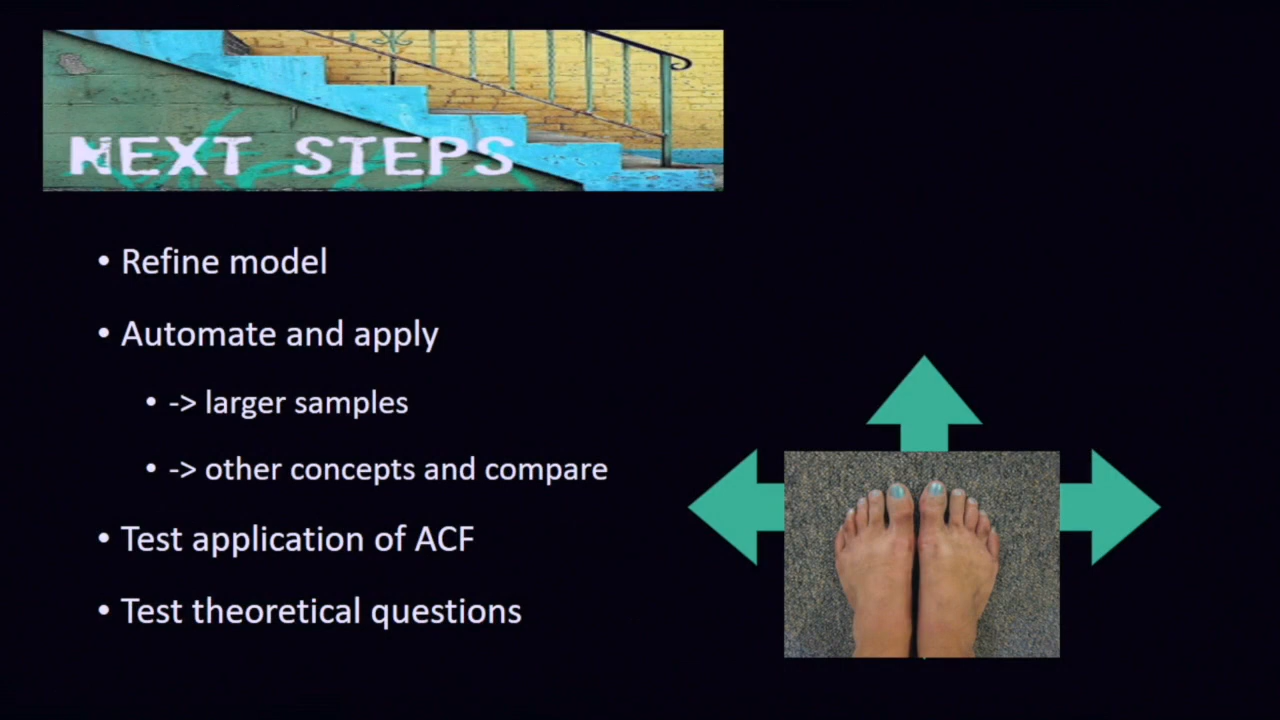 NEXT STEPS
• Refine model
• Automate and apply
• -> larger samples
• -> other concepts and compare
• Test application of ACF
• Test theoretical questions